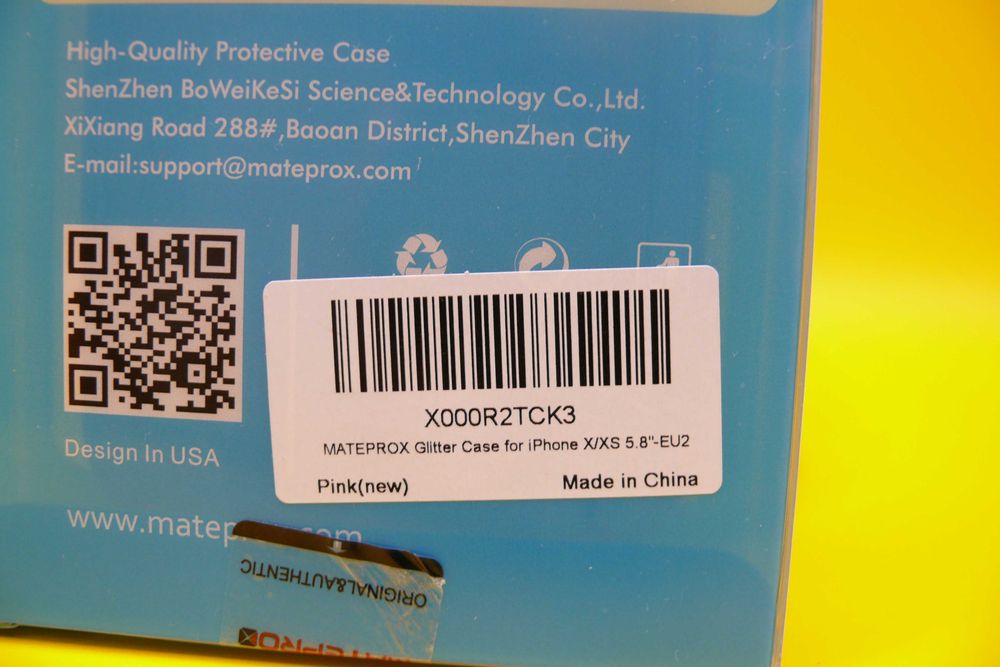 High-Quality Protective Case
ShenZhen BoWeiKeSi Science&Technology Co.,Ltd.
XiXiang Road 288#,Baoan District,ShenZhen City
E-mail:support@mateprox.com
X000R2TCK3
MATEPROX Glitter Case for iPhone X/XS 5.8"-EU2
Pink(new) Made in China
Design In USA
ORIGINAL&AUTHENTIC